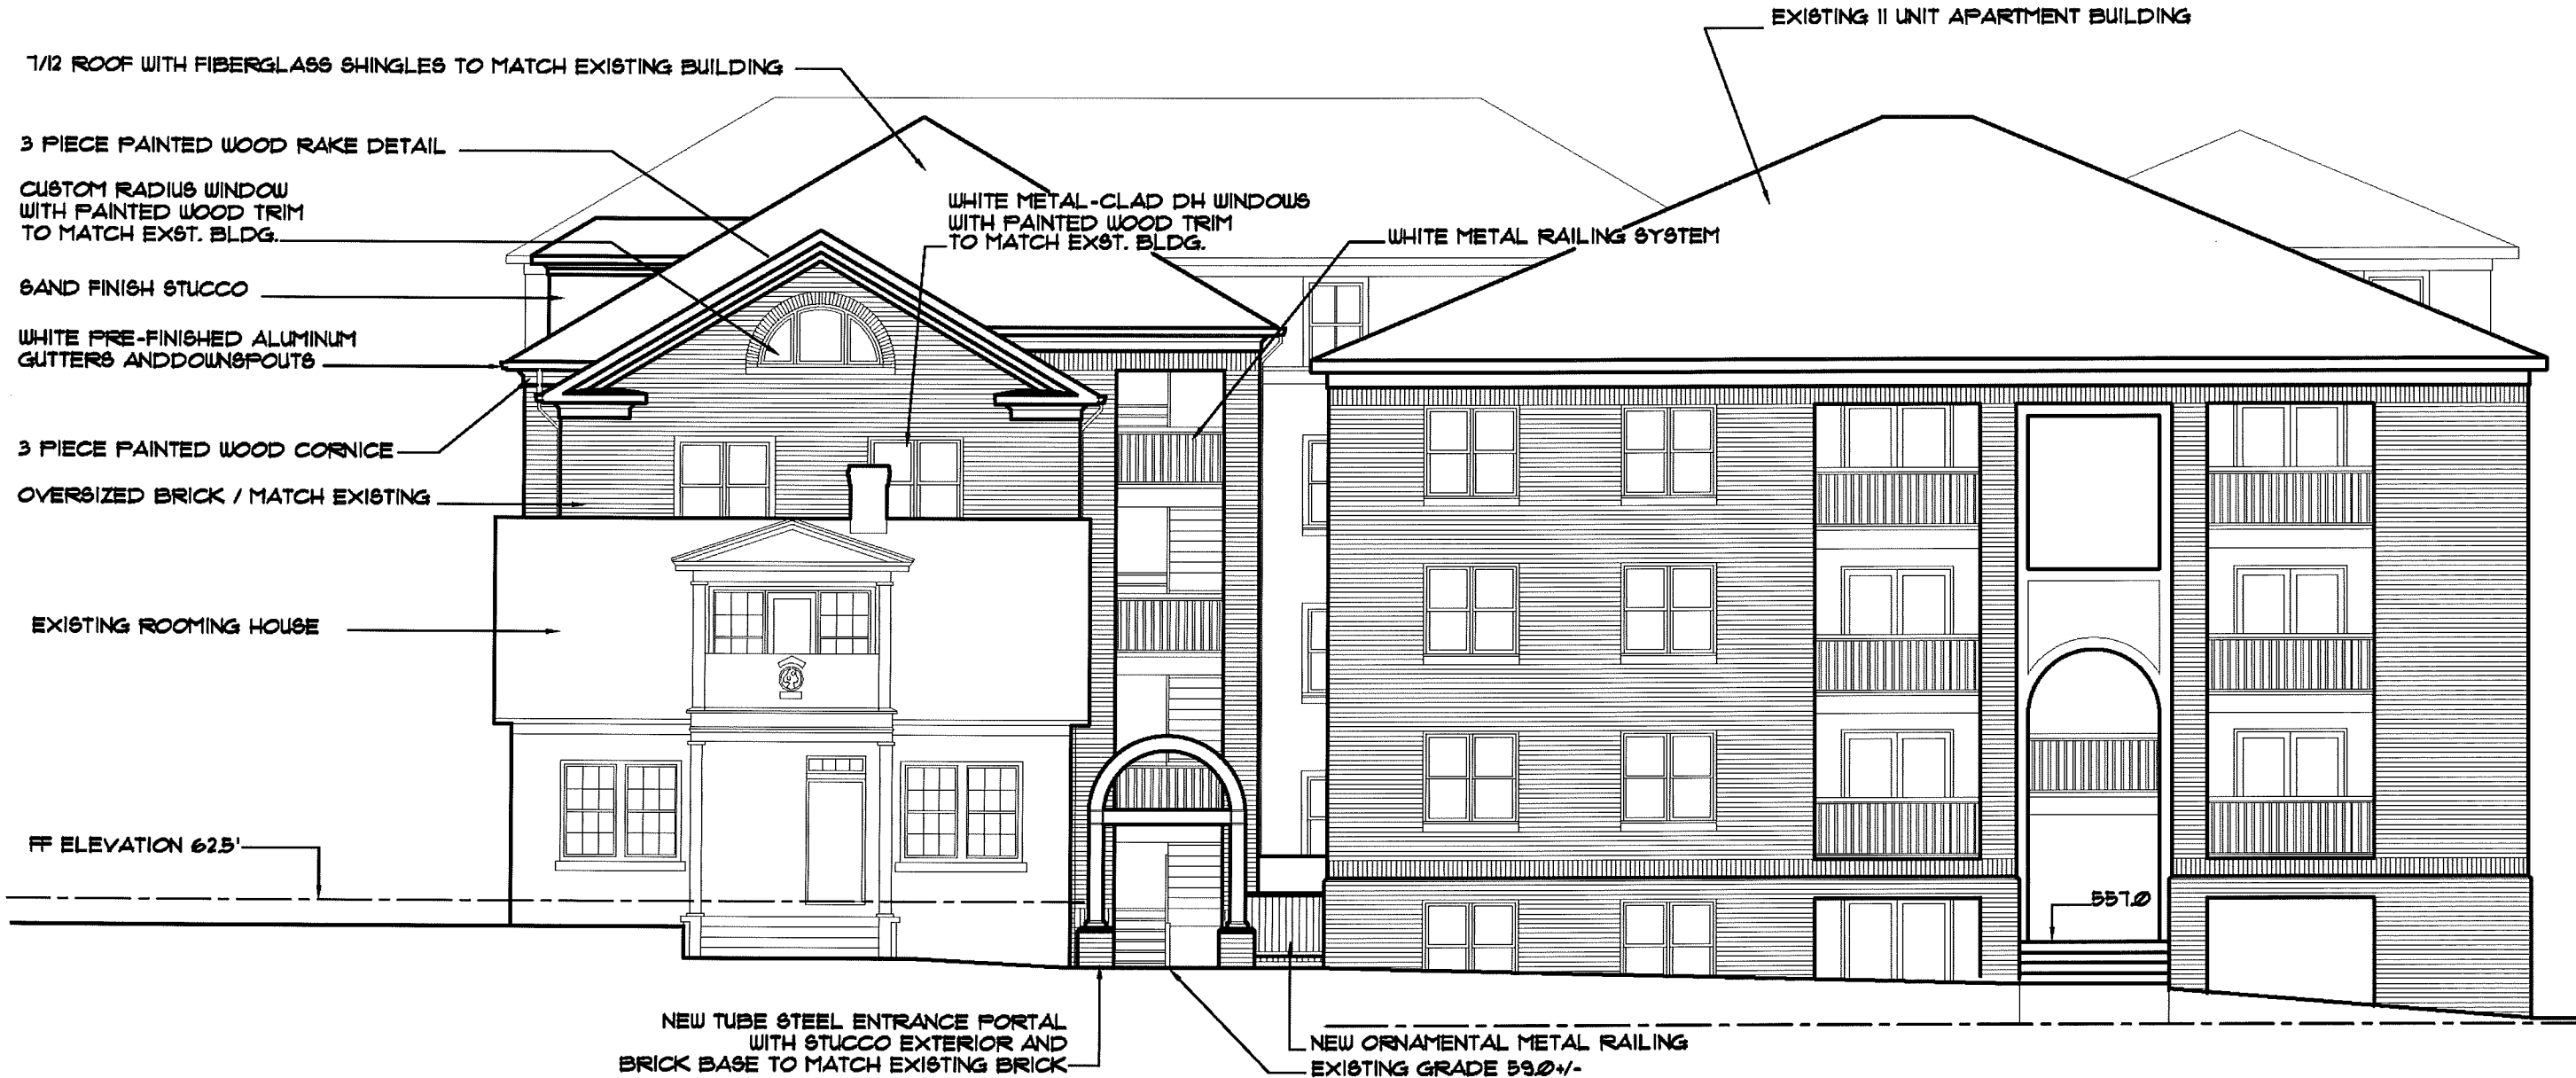 EXISTING 11 UNIT APARTMENT BUILDING
7/12 ROOF WITH FIBERGLASS SHINGLES TO MATCH EXISTING BUILDING
3 PIECE PAINTED WOOD RAKE DETAIL
CUSTOM RADIUS WINDOW
WITH PAINTED WOOD TRIM
TO MATCH EXST. BLDG.
WHITE METAL-CLAD DH WINDOWS
WITH PAINTED WOOD TRIM
TO MATCH EXST. BLDG.
WHITE METAL RAILING SYSTEM
SAND FINISH STUCCO
WHITE PRE-FINISHED ALUMINUM
GUTTERS ANDDOWNSPOUTS
3 PIECE PAINTED WOOD CORNICE
OVERSIZED BRICK / MATCH EXISTING
EXISTING ROOMING HOUSE
FF ELEVATION 62.5'
557.0
NEW TUBE STEEL ENTRANCE PORTAL
WITH STUCCO EXTERIOR AND
BRICK BASE TO MATCH EXISTING BRICK
NEW ORNAMENTAL METAL RAILING
EXISTING GRADE 59.0+/-